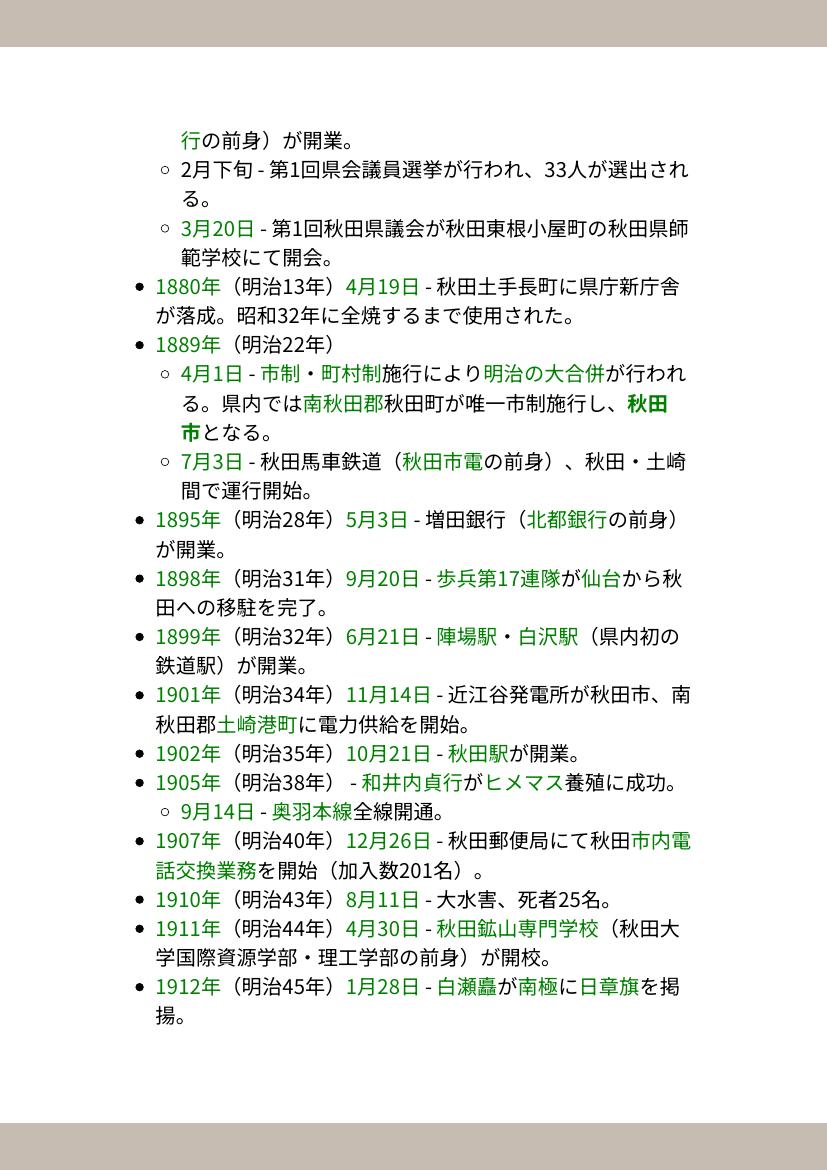 行の前身）が開業。
2月下旬 - 第1回県会議員選挙が行われ、33人が選出され
る。
3月20日 - 第1回秋田県議会が秋田東根小屋町の秋田県師
範学校にて開会。
1880年（明治13年）4月19日 - 秋田土手長町に県庁新庁舎
が落成。昭和32年に全焼するまで使用された。
1889年（明治22年）
4月1日 - 市制・町村制施行により明治の大合併が行われ
る。県内では南秋田郡秋田町が唯一市制施行し、秋田
市となる。
7月3日 - 秋田馬車鉄道（秋田市電の前身）、秋田・土崎
間で運行開始。
1895年（明治28年）5月3日 - 増田銀行（北都銀行の前身）
が開業。
1898年（明治31年）9月20日 - 歩兵第17連隊が仙台から秋
田への移駐を完了。
1899年（明治32年）6月21日 - 陣場駅・白沢駅（県内初の
鉄道駅）が開業。
1901年（明治34年）11月14日 - 近江谷発電所が秋田市、南
秋田郡土崎港町に電力供給を開始。
1902年（明治35年）10月21日 - 秋田駅が開業。
1905年（明治38年） - 和井内貞行がヒメマス養殖に成功。
9月14日 - 奥羽本線全線開通。
1907年（明治40年）12月26日 - 秋田郵便局にて秋田市内電
話交換業務を開始（加入数201名）。
1910年（明治43年）8月11日 - 大水害、死者25名。
1911年（明治44年）4月30日 - 秋田鉱山専門学校（秋田大
学国際資源学部・理工学部の前身）が開校。
1912年（明治45年）1月28日 - 白瀬矗が南極に日章旗を掲
揚。